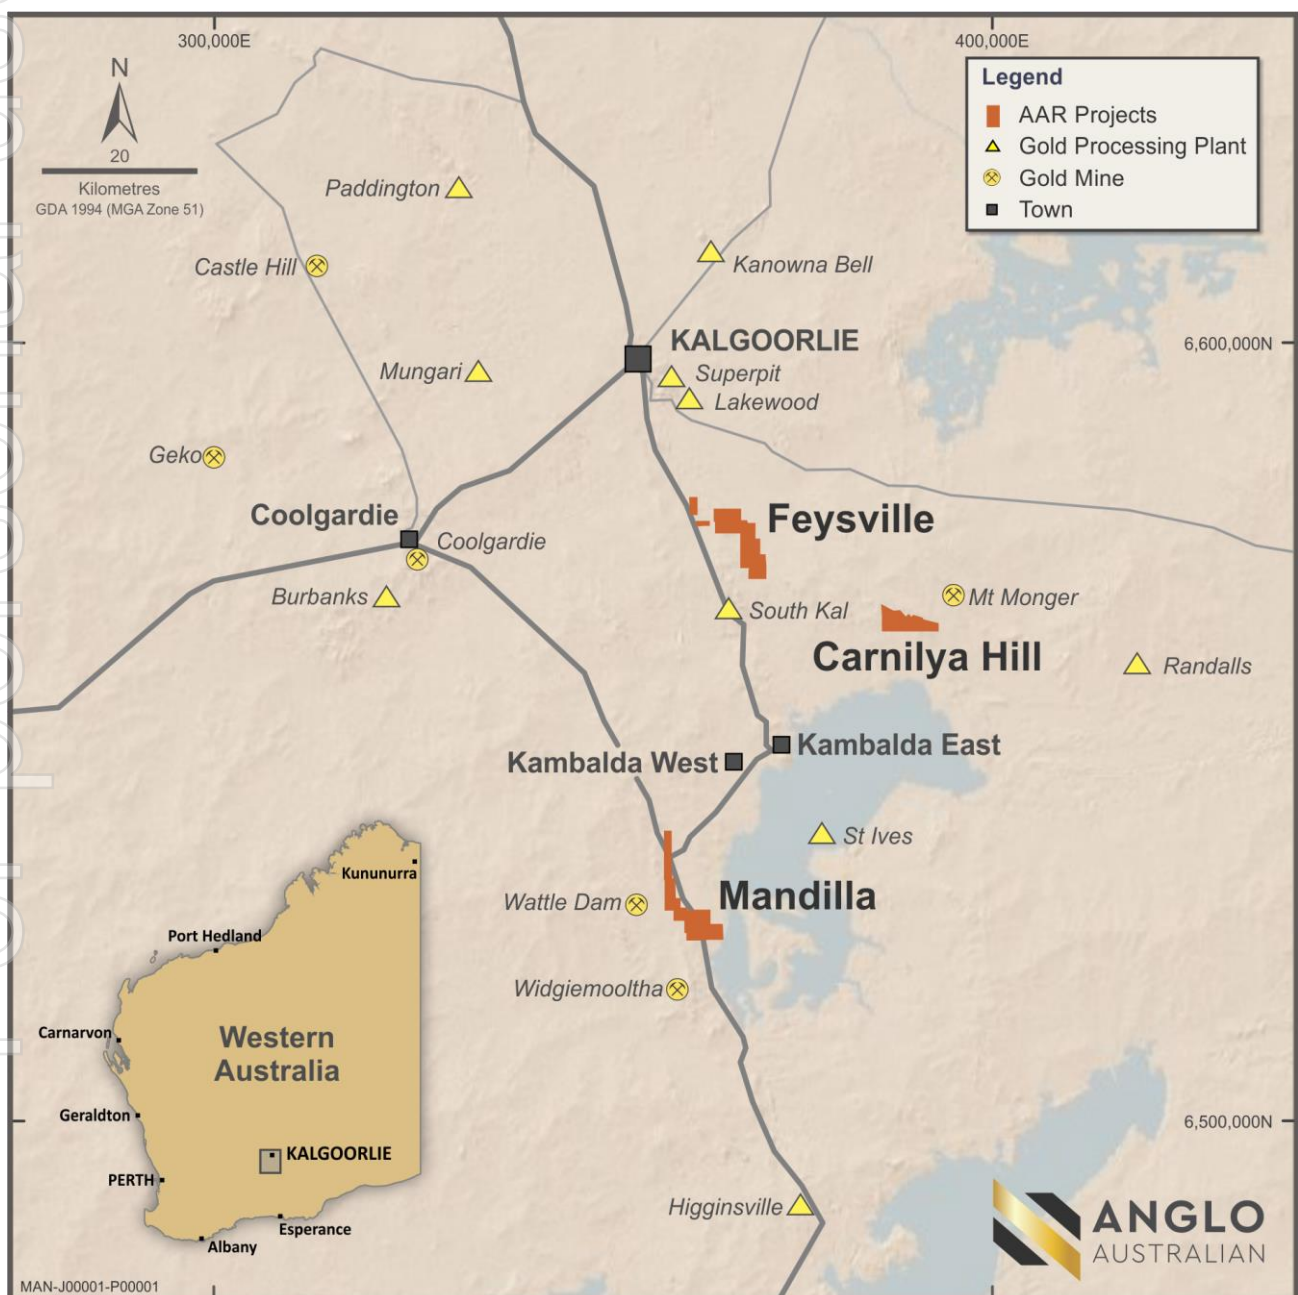 300,000E
400,000E
N
20
Kilometres
GDA 1994 (MGA Zone 51)
Legend
AAR Projects
Gold Processing Plant
Gold Mine
Town
Paddington
Castle Hill
Kanowna Bell
KALGOORLIE
6,600,000N
Mungari
Superpit
Lakewood
Geko
Coolgardie
Feysville
Coolgardie
Burbanks
South Kal
Mt Monger
Carnilya Hill
Randalls
Kambalda East
Kambalda West
St Ives
Mandilla
Wattle Dam
Widgiemooltha
Kununurra
Port Hedland
Carnarvon
Western
Australia
Geraldton
KALGOORLIE
PERTH
Esperance
Albany
6,500,000N
Higginsville
ANGLO
AUSTRALIAN
MAN-J00001-P00001